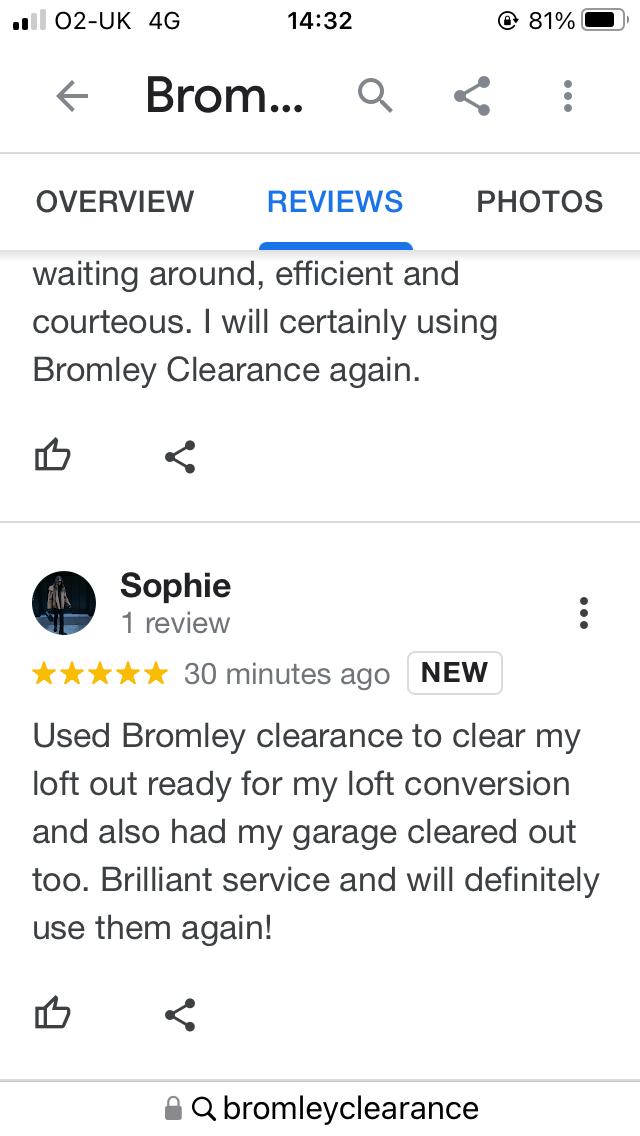 O2-UK 4G 14:32 81%
Brom...
OVERVIEW REVIEWS PHOTOS
waiting around, efficient and
courteous. I will certainly using
Bromley Clearance again.
Sophie
1 review
30 minutes ago NEW
Used Bromley clearance to clear my
loft out ready for my loft conversion
and also had my garage cleared out
too. Brilliant service and will definitely
use them again!
bromleyclearance